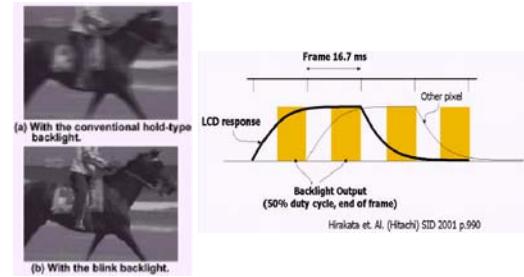 (a) With the conventional hold-type
backlight.
(b) With the blink backlight.
Frame 16.7 ms
Other pixel
LCD response
Backlight Output
(50% duty cycle, end of frame)
Hirakata et. Al. (Hitachi) SID 2001 p.990